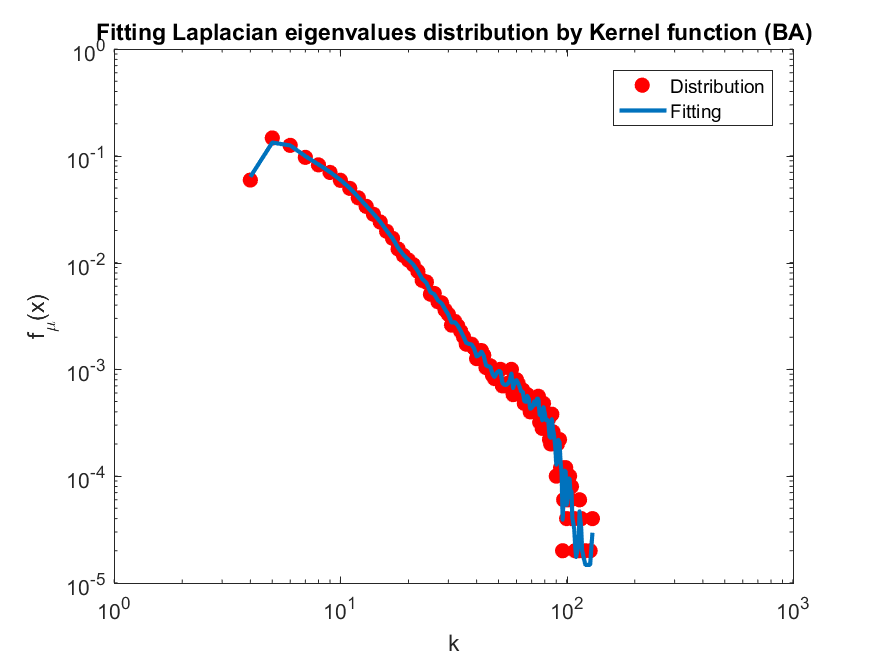 Fitting Laplacian eigenvalues distribution by Kernel function (BA)
10^0
Distribution
Fitting
10^-1
10^-2
10^-3
10^-4
10^-5
f_μ(x)
10^0 10^1 10^2 10^3
k